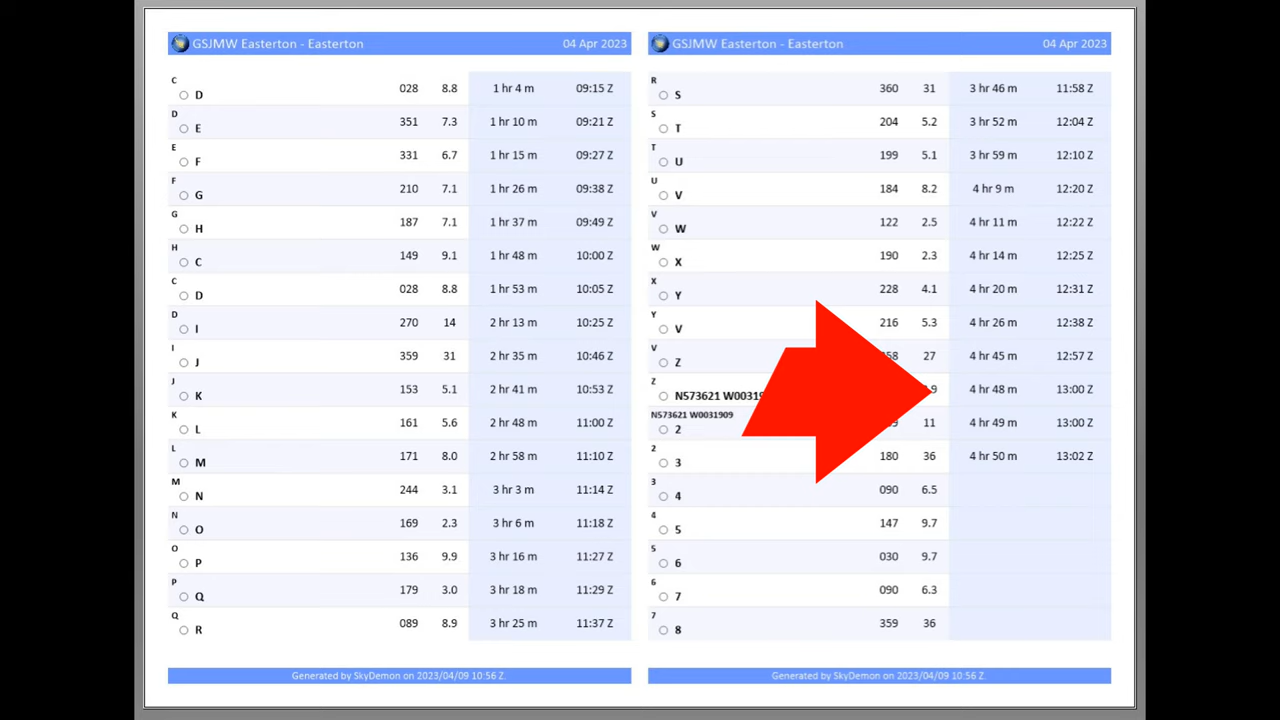 GSJMW Easterton - Easterton 04 Apr 2023
C
D 028 8.8 1 hr 4 m 09:15 Z
D
E 351 7.3 1 hr 10 m 09:21 Z
E
F 331 6.7 1 hr 15 m 09:27 Z
F
G 210 7.1 1 hr 26 m 09:38 Z
G
H 187 7.1 1 hr 37 m 09:49 Z
H
C 149 9.1 1 hr 48 m 10:00 Z
C
D 028 8.8 1 hr 53 m 10:05 Z
D
I 270 14 2 hr 13 m 10:25 Z
I
J 359 31 2 hr 35 m 10:46 Z
J
K 153 5.1 2 hr 41 m 10:53 Z
K
L 161 5.6 2 hr 48 m 11:00 Z
L
M 171 8.0 2 hr 58 m 11:10 Z
M
N 244 3.1 3 hr 3 m 11:14 Z
N
O 169 2.3 3 hr 6 m 11:18 Z
O
P 136 9.9 3 hr 16 m 11:27 Z
P
Q 179 3.0 3 hr 18 m 11:29 Z
Q
R 089 8.9 3 hr 25 m 11:37 Z
Generated by SkyDemon on 2023/04/09 10:56 Z
GSJMW Easterton - Easterton 04 Apr 2023
R
S 360 31 3 hr 46 m 11:58 Z
S
T 204 5.2 3 hr 52 m 12:04 Z
T
U 199 5.1 3 hr 59 m 12:10 Z
U
V 184 8.2 4 hr 9 m 12:20 Z
V
W 122 2.5 4 hr 11 m 12:22 Z
W
X 190 2.3 4 hr 14 m 12:25 Z
X
Y 228 4.1 4 hr 20 m 12:31 Z
Y
V 216 5.3 4 hr 26 m 12:38 Z
V
Z 27 4 hr 45 m 12:57 Z
Z
N573621 4 hr 48 m 13:00 Z
N573621 W0031909
2 11 4 hr 49 m 13:00 Z
2
3 180 36 4 hr 50 m 13:02 Z
3
4 090 6.5
4
5 147 9.7
5
6 030 9.7
6
7 090 6.3
7
8 359 36
Generated by SkyDemon on 2023/04/09 10:56 Z